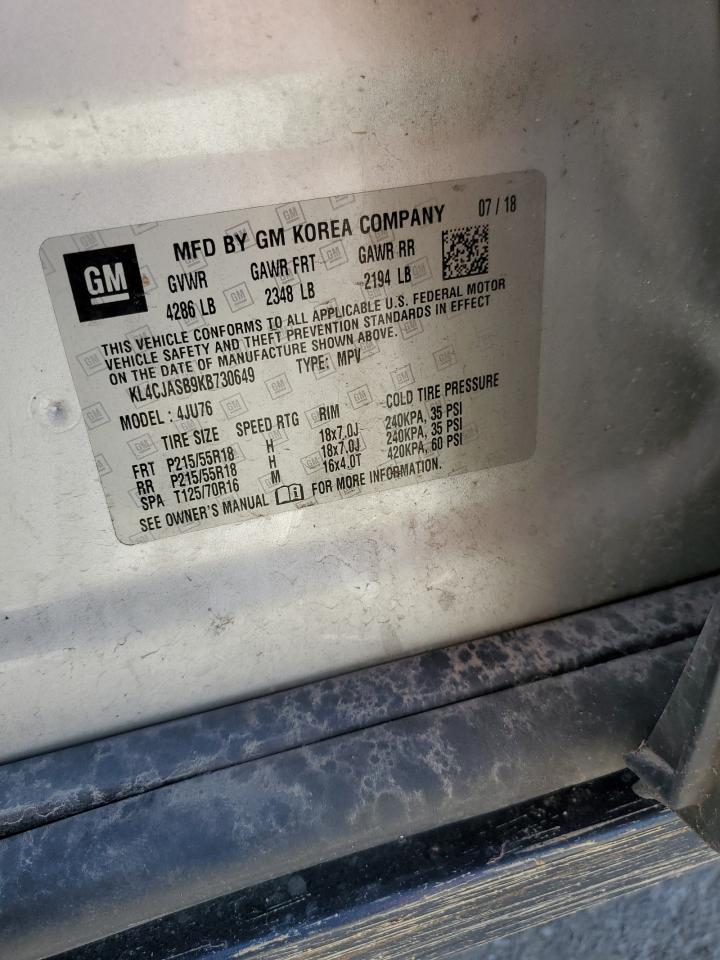 GM
MFD BY GM KOREA COMPANY 07 / 18
GVWR GAWR FRT GAWR RR
4286 LB 2348 LB 2194 LB
THIS VEHICLE CONFORMS TO ALL APPLICABLE U.S. FEDERAL MOTOR
VEHICLE SAFETY AND THEFT PREVENTION STANDARDS IN EFFECT
ON THE DATE OF MANUFACTURE SHOWN ABOVE.
KL4CJASB9KB730649 TYPE: MPV
MODEL : 4JU76
TIRE SIZE SPEED RTG RIM COLD TIRE PRESSURE
FRT P215/55R18 H 18x7.0J 240KPA, 35 PSI
RR P215/55R18 H 18x7.0J 240KPA, 35 PSI
SPA T125/70R16 M 16x4.0T 420KPA, 60 PSI
SEE OWNER'S MANUAL i FOR MORE INFORMATION.